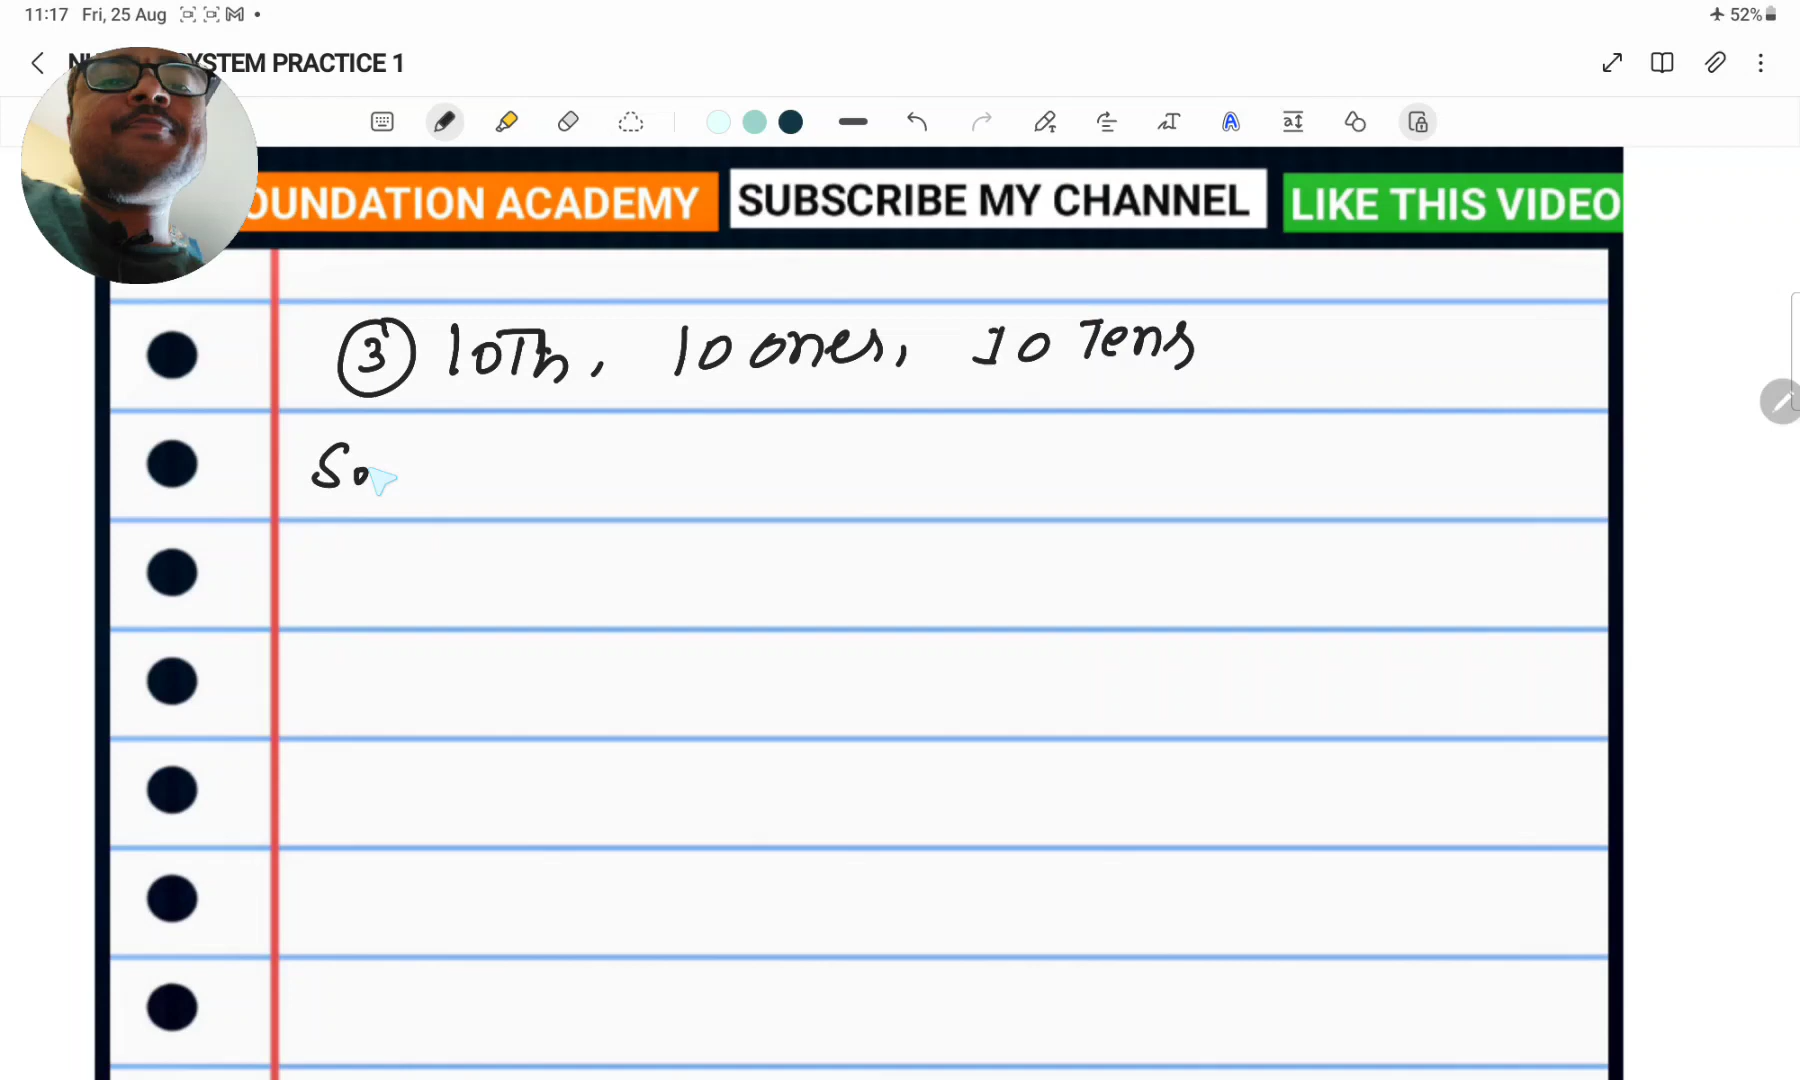 11:17 Fri, 25 Aug 52%
SYSTEM PRACTICE 1
OUNDATION ACADEMY SUBSCRIBE MY CHANNEL LIKE THIS VIDEO
3 10Th, 10 ones, 10 Tens
So